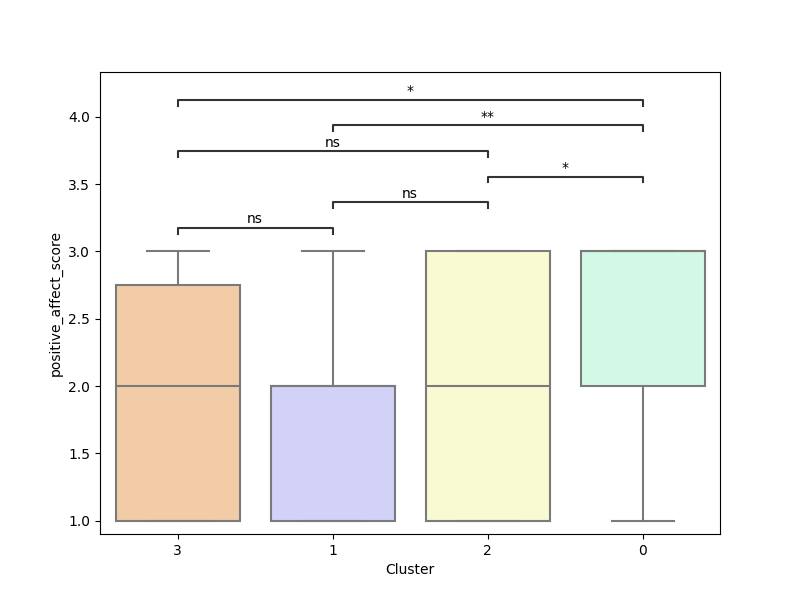 *
**
ns
*
ns
ns
4.0
3.5
3.0
2.5
2.0
1.5
1.0
positive_affect_score
3 1 2 0
Cluster